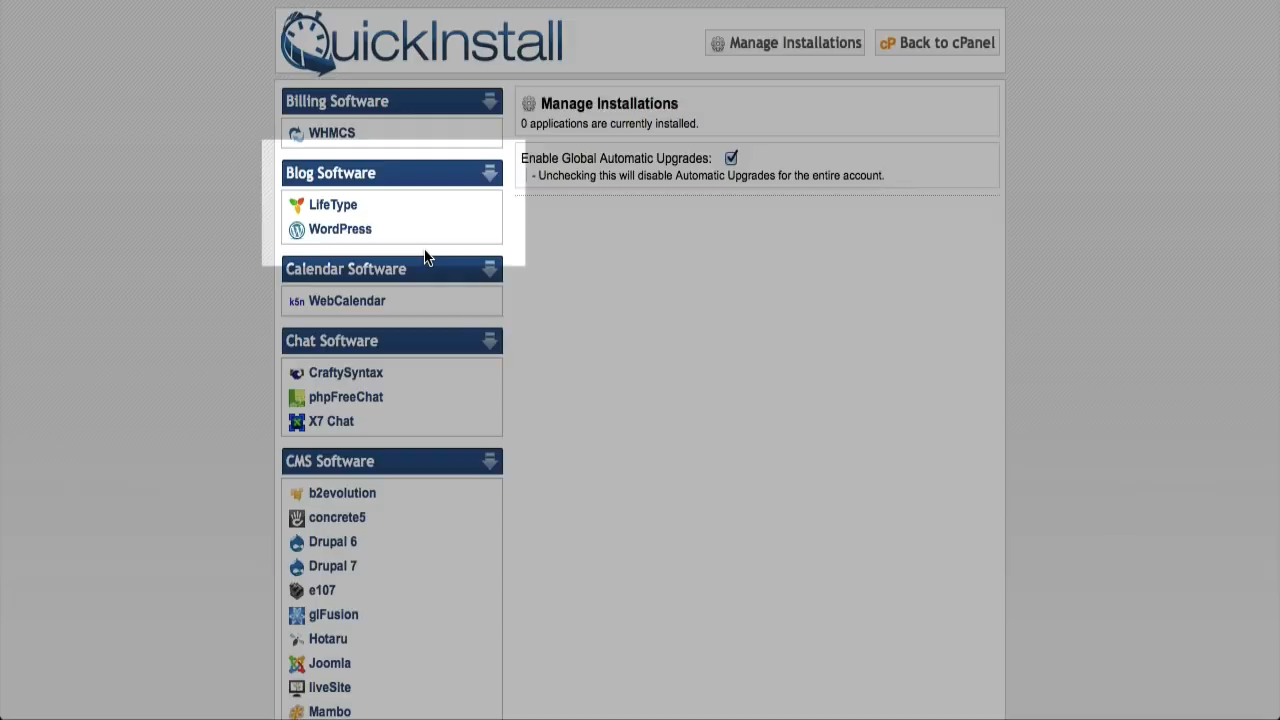 QuickInstall
Manage Installations
Back to cPanel
Billing Software
WHMCS
Blog Software
LifeType
WordPress
Calendar Software
k5n WebCalendar
Chat Software
CraftySyntax
phpFreeChat
X7 Chat
CMS Software
b2evolution
concrete5
Drupal 6
Drupal 7
e107
glFusion
Hotaru
Joomla
liveSite
Mambo
Manage Installations
0 applications are currently installed.
Enable Global Automatic Upgrades:
- Unchecking this will disable Automatic Upgrades for the entire account.